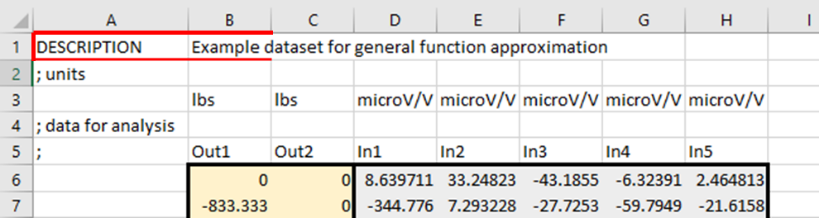 A B C D E F G H I
1 DESCRIPTION Example dataset for general function approximation
2 ; units
3 lbs lbs microV/V microV/V microV/V microV/V microV/V
4 ; data for analysis
5 ; Out1 Out2 In1 In2 In3 In4 In5
6 0 0 8.639711 33.24823 -43.1855 -6.32391 2.464813
7 -833.333 0 -344.776 7.293228 -27.7253 -59.7949 -21.6158